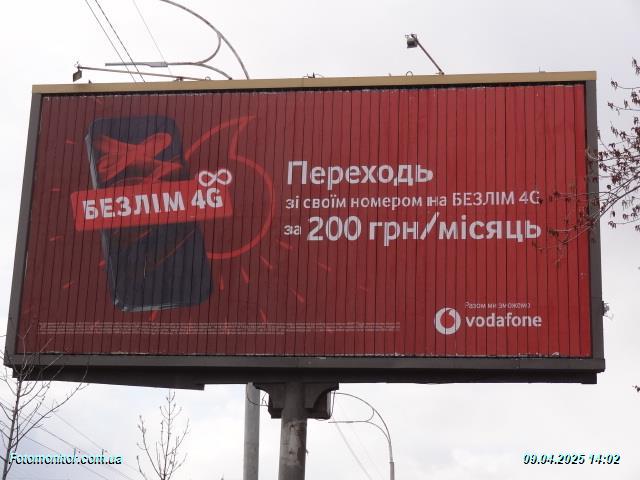 БЕЗЛІМ 4G
Переходь
зі своїм номером на БЕЗЛІМ 4G
за 200 грн/місяць
Разом ми зможемо
vodafone
Fotomonitor.com.ua
09.04.2025 14:02